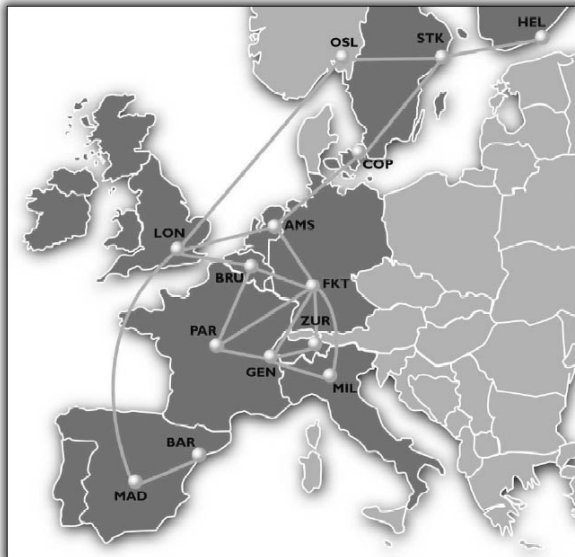 HEL
STK
OSL
COP
AMS
LON
BRU
FKT
ZUR
PAR
GEN
MIL
BAR
MAD